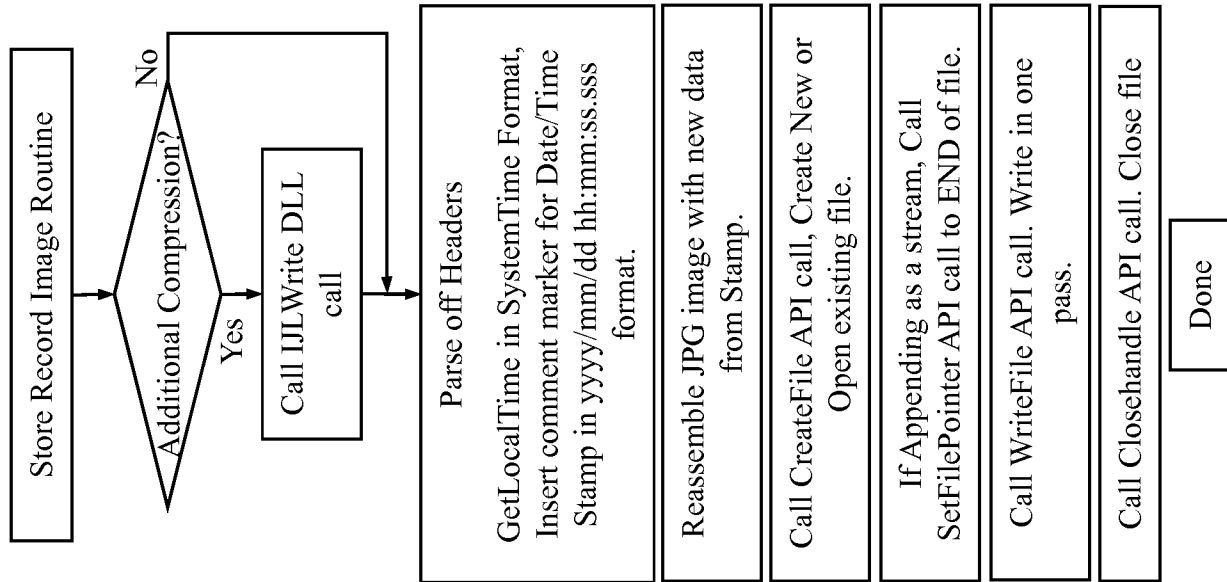 Store Record Image Routine
Additional Compression?
No
Yes
Call IJLWrite DLL
call
Parse off Headers
GetLocalTime in SystemTime Format,
Insert comment marker for Date/Time
Stamp in yyyy/mm/dd hh:mm:ss.sss
format.
Reassemble JPG image with new data
from Stamp.
Call CreateFile API call, Create New or
Open existing file.
If Appending as a stream, Call
SetFilePointer API call to END of file.
Call WriteFile API call. Write in one
pass.
Call Closehandle API call. Close file
Done